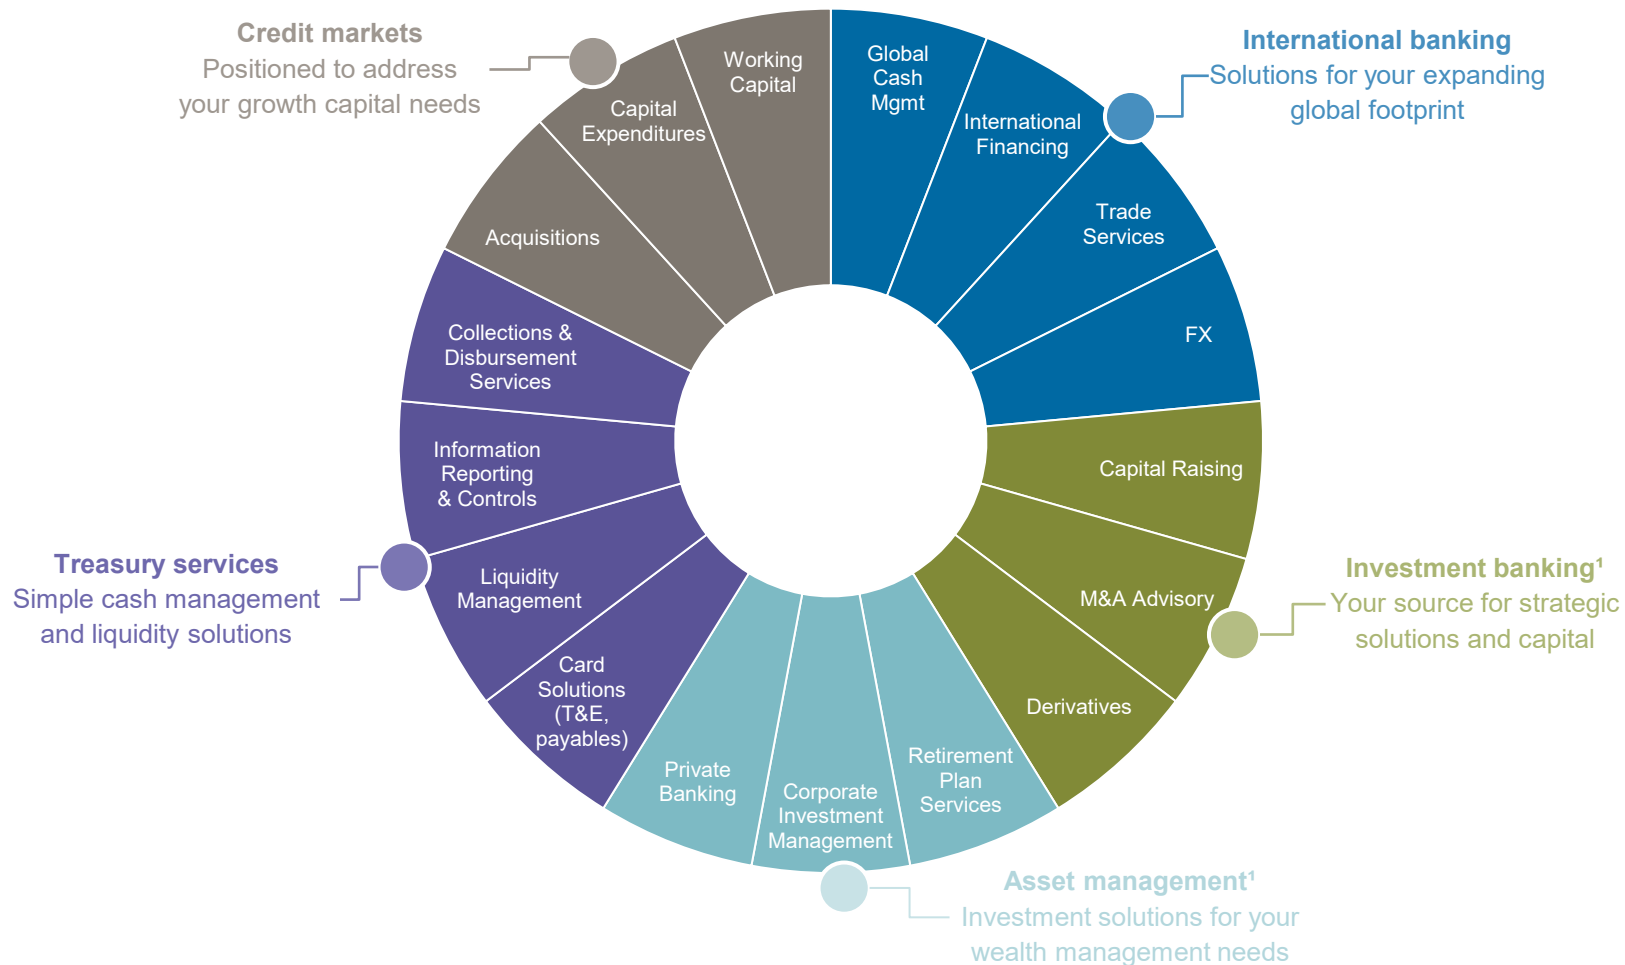 Credit markets
Positioned to address
your growth capital needs
International banking
Solutions for your expanding
global footprint
Working
Capital
Global
Cash
Mgmt
Capital
Expenditures
International
Financing
Acquisitions
Trade
Services
Collections &
Disbursement
Services
FX
Information
Reporting
& Controls
Capital Raising
Treasury services
Simple cash management
and liquidity solutions
Liquidity
Management
M&A Advisory
Investment banking¹
Your source for strategic
solutions and capital
Card
Solutions
(T&E,
payables)
Derivatives
Private
Banking
Corporate
Investment
Management
Retirement
Plan
Services
Asset management¹
Investment solutions for your
wealth management needs